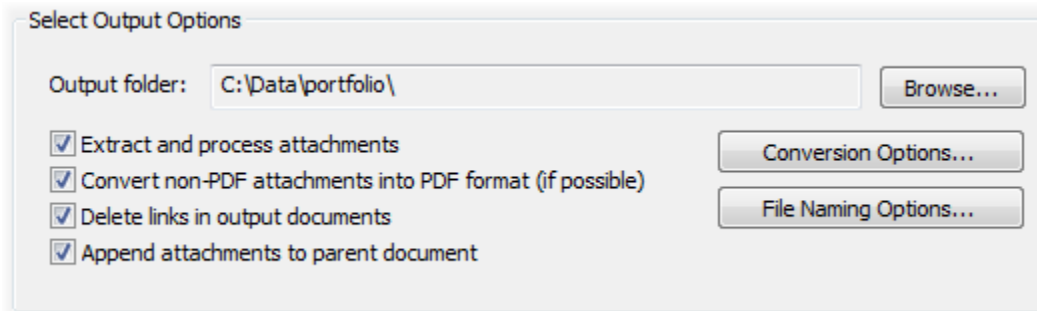 Select Output Options
Output folder: C:\Data\portfolio\ Browse...
Extract and process attachments
Conversion Options...
Convert non-PDF attachments into PDF format (if possible)
Delete links in output documents
File Naming Options...
Append attachments to parent document